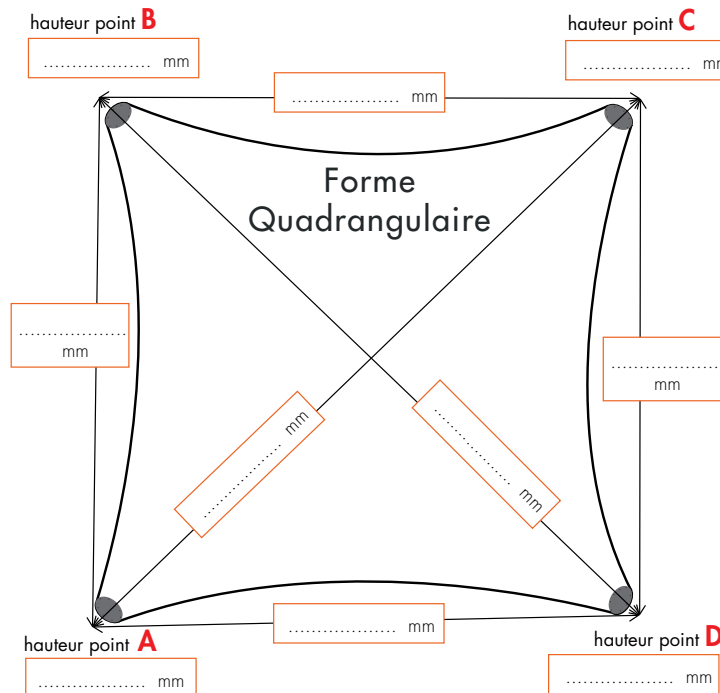 hauteur point B
................... mm
hauteur point C
................... mm
................... mm
Forme
Quadrangulaire
...................
mm
...................
mm
................... mm
................... mm
................... mm
hauteur point A
................... mm
hauteur point D
................... mm